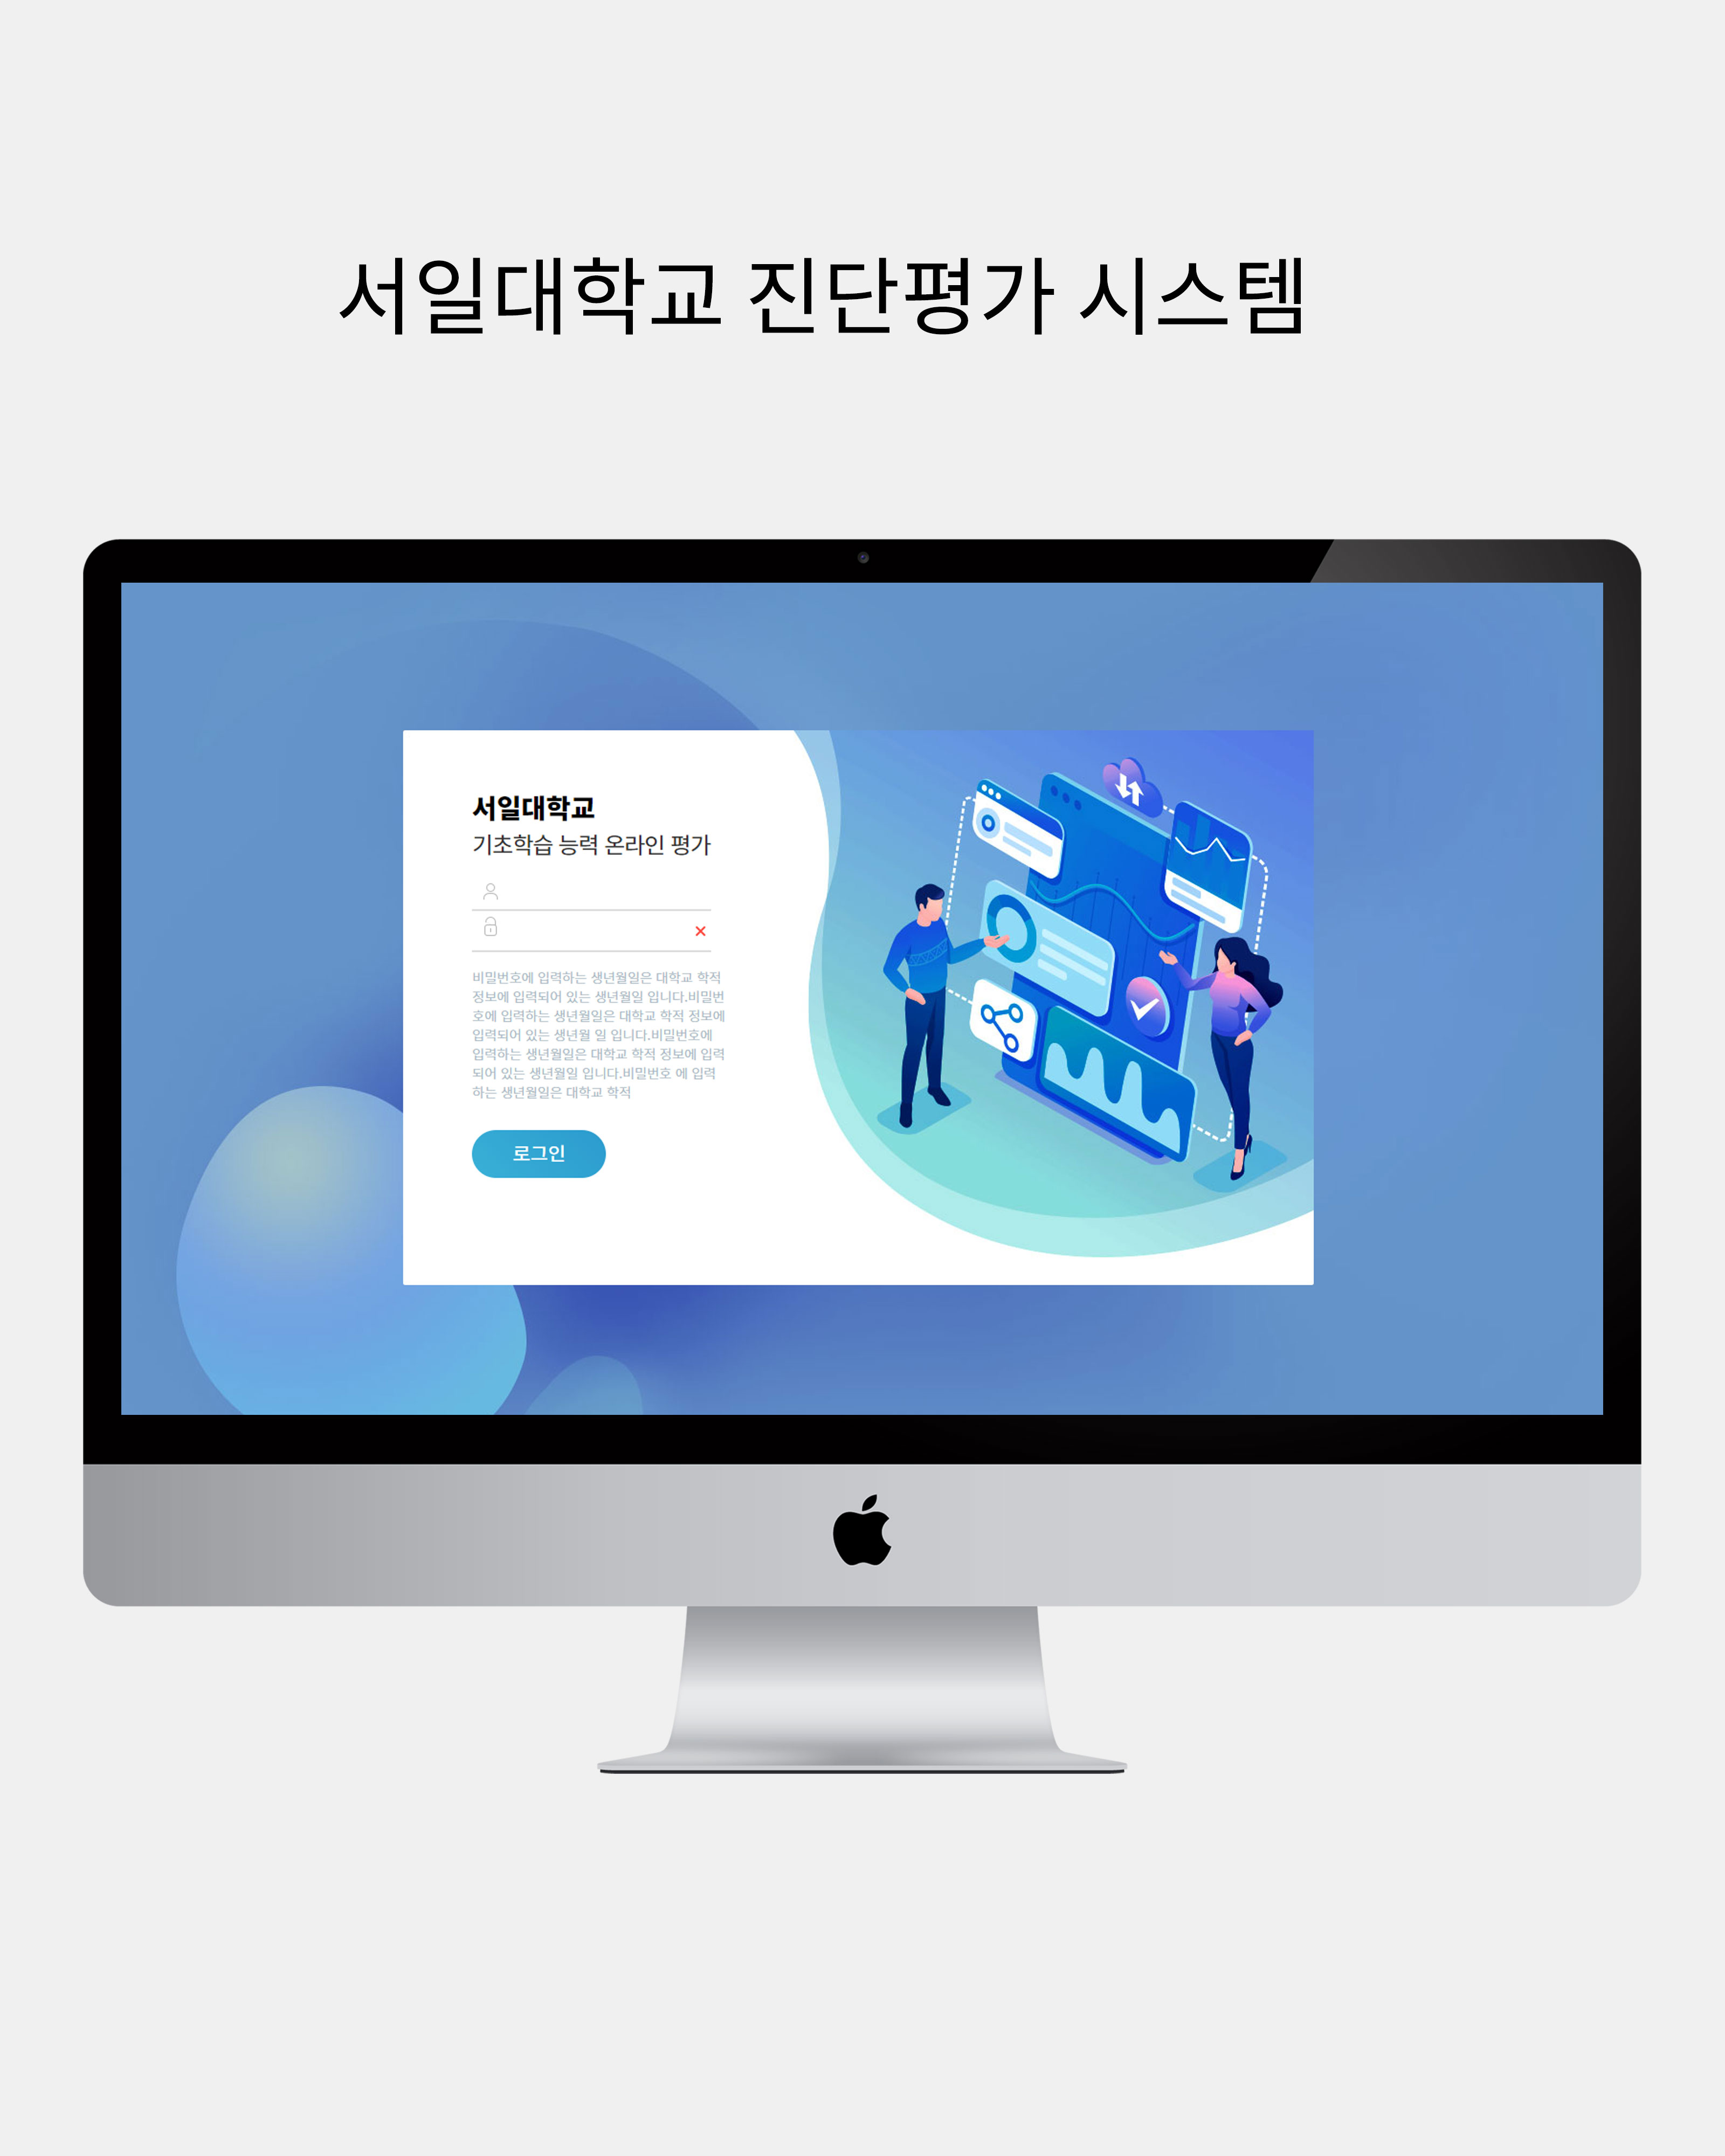 서일대학교 진단평가 시스템
서일대학교
기초학습 능력 온라인 평가
비밀번호에 입력하는 생년월일은 대학교 학적
정보에 입력되어 있는 생년월일 입니다.비밀번
호에 입력하는 생년월일은 대학교 학적 정보에
입력되어 있는 생년월 일 입니다.비밀번호에
입력하는 생년월일은 대학교 학적 정보에 입력
되어 있는 생년월일 입니다.비밀번호 에 입력
하는 생년월일은 대학교 학적
로그인